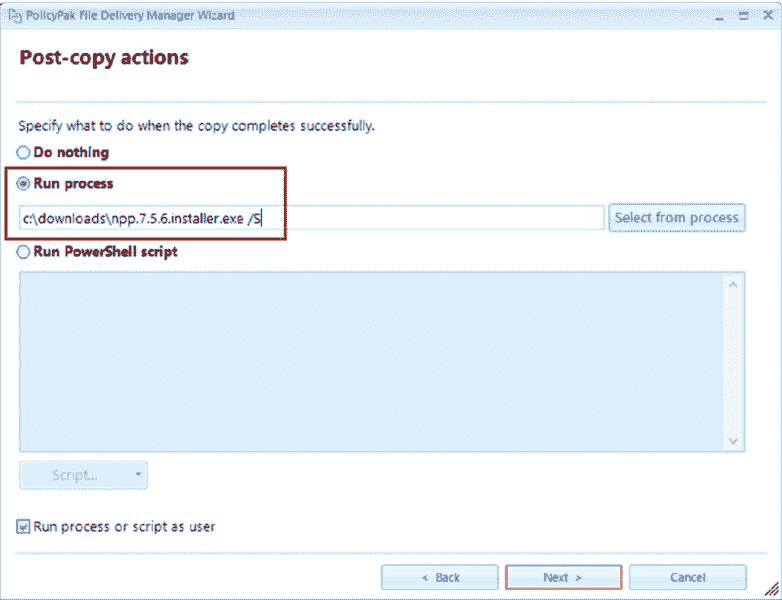 PolicyPak File Delivery Manager Wizard
Post-copy actions
Specify what to do when the copy completes successfully.
Do nothing
Run process
c:\downloads\npp.7.5.6.installer.exe /S
Select from process
Run PowerShell script
Script...
Run process or script as user
< Back
Next >
Cancel